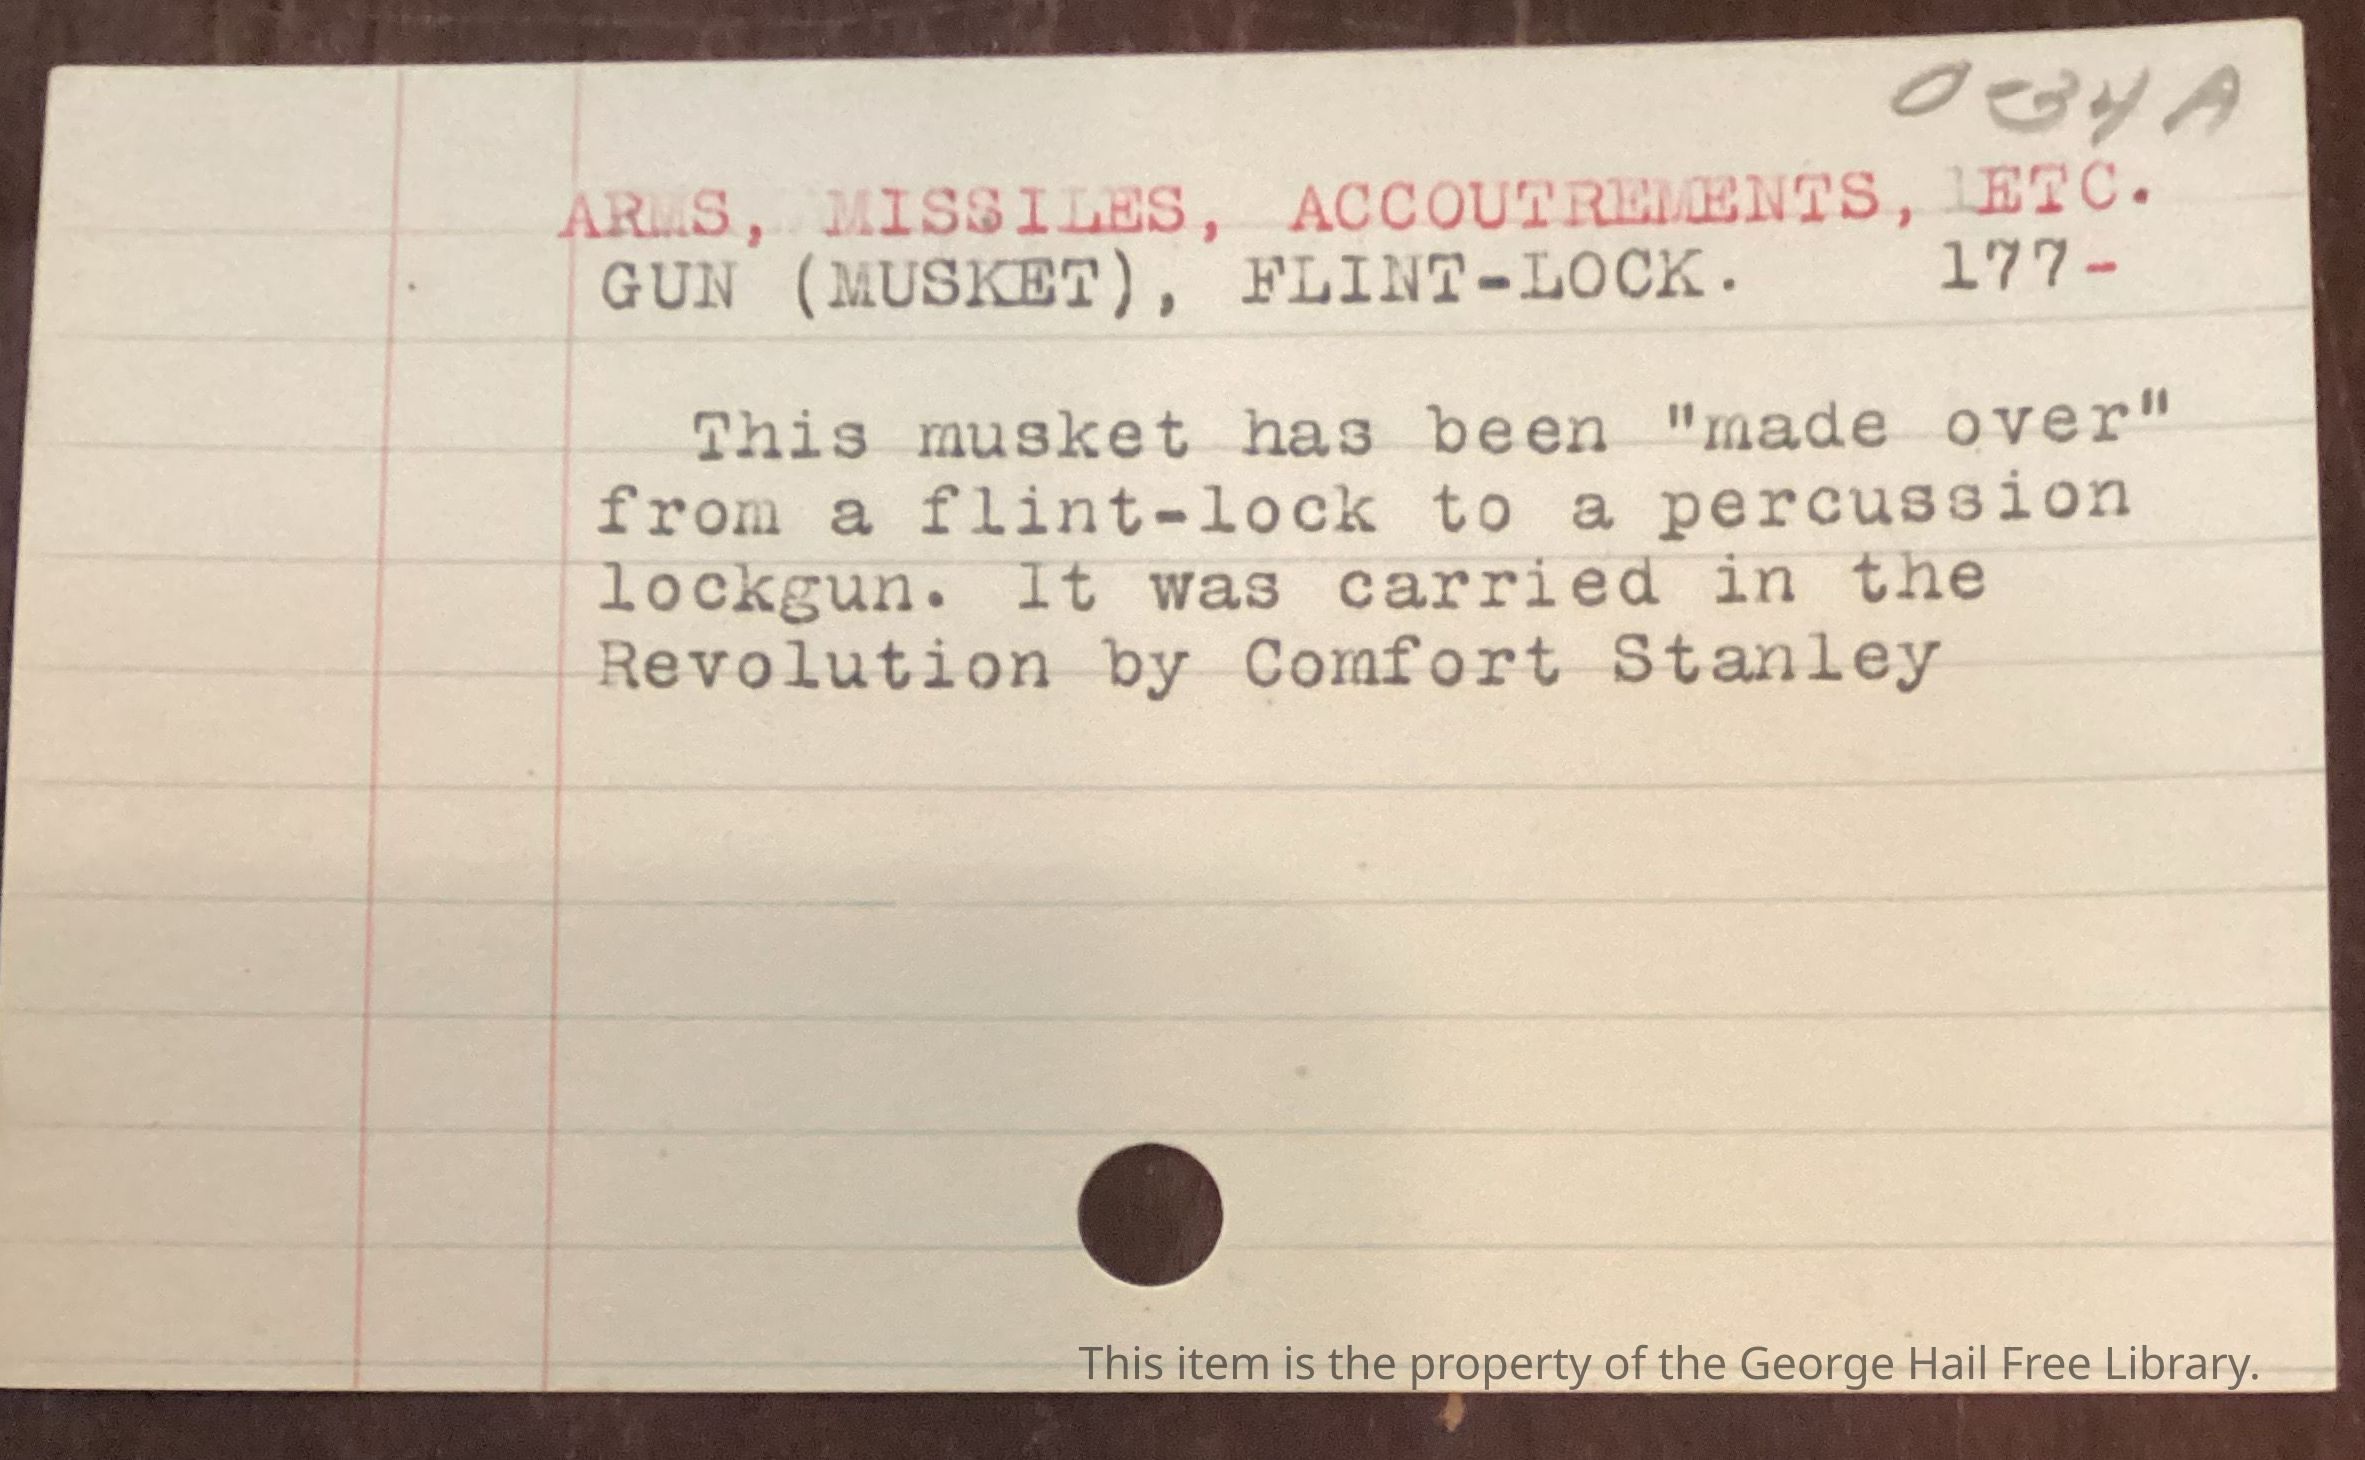 034A
ARMS, MISSILES, ACCOUTREMENTS, ETC.
GUN (MUSKET), FLINT-LOCK. 177-
This musket has been "made over"
from a flint-lock to a percussion
lockgun. It was carried in the
Revolution by Comfort Stanley
This item is the property of the George Hail Free Library.